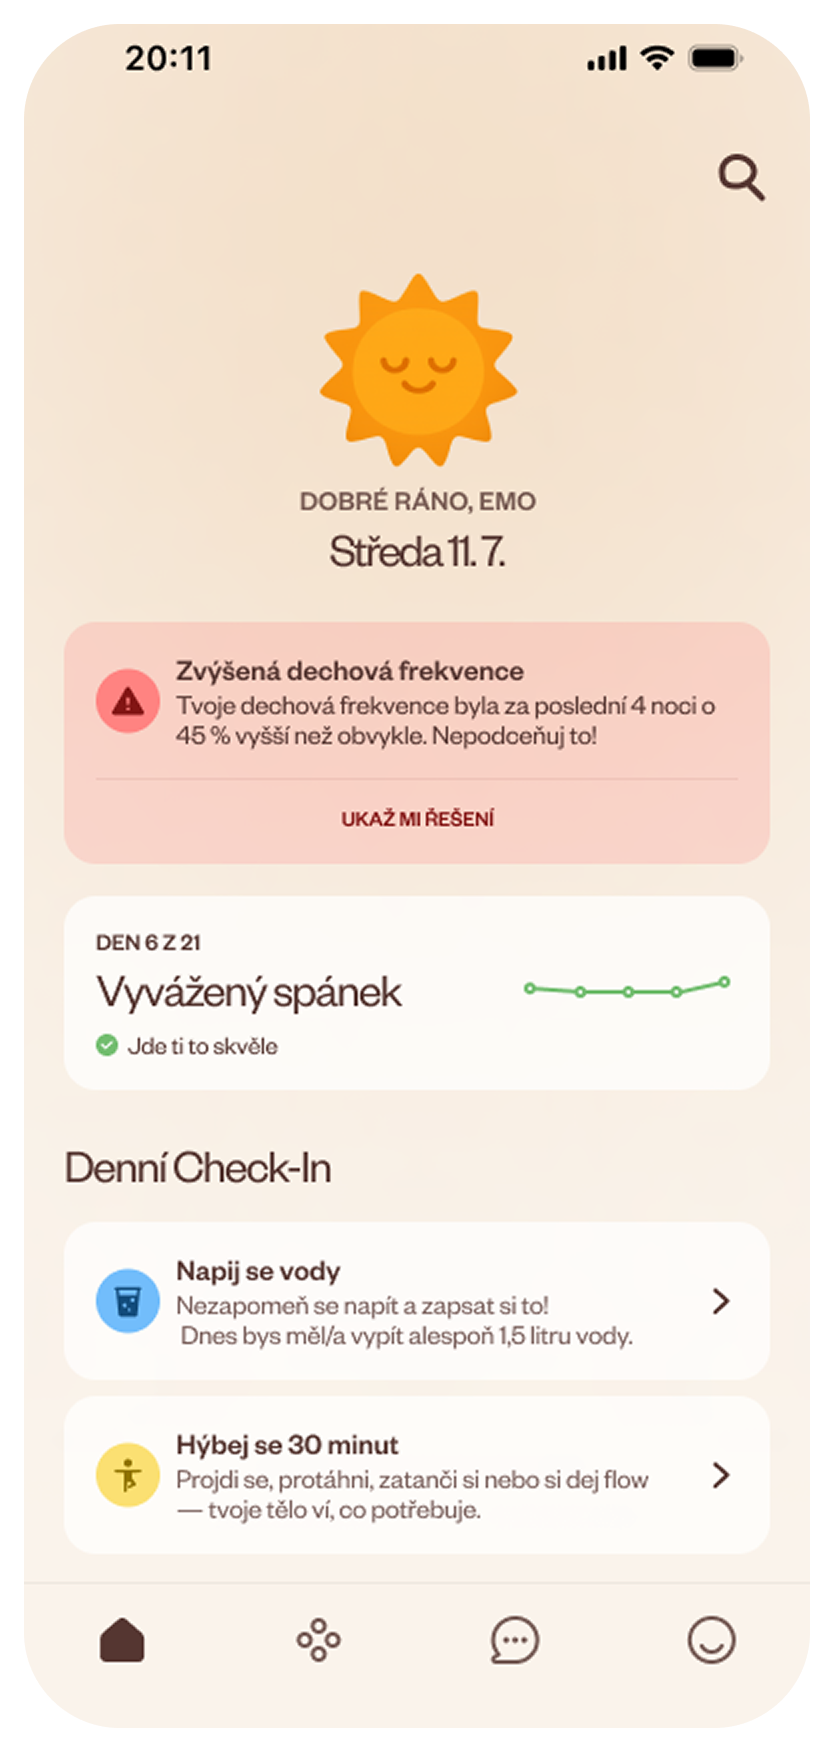 20:11
DOBRÉ RÁNO, EMO
Středa 11. 7.
Zvýšená dechová frekvence
Tvoje dechová frekvence byla za poslední 4 noci o
45 % vyšší než obvykle. Nepodceňuj to!
UKAŽ MI ŘEŠENÍ
DEN 6 Z 21
Vyvážený spánek
Jde ti to skvěle
Denní Check-In
Napij se vody
Nezapomeň se napít a zapsat si to!
Dnes bys měl/a vypít alespoň 1,5 litru vody.
Hýbej se 30 minut
Projdi se, protáhni, zatanči si nebo si dej flow
— tvoje tělo ví, co potřebuje.